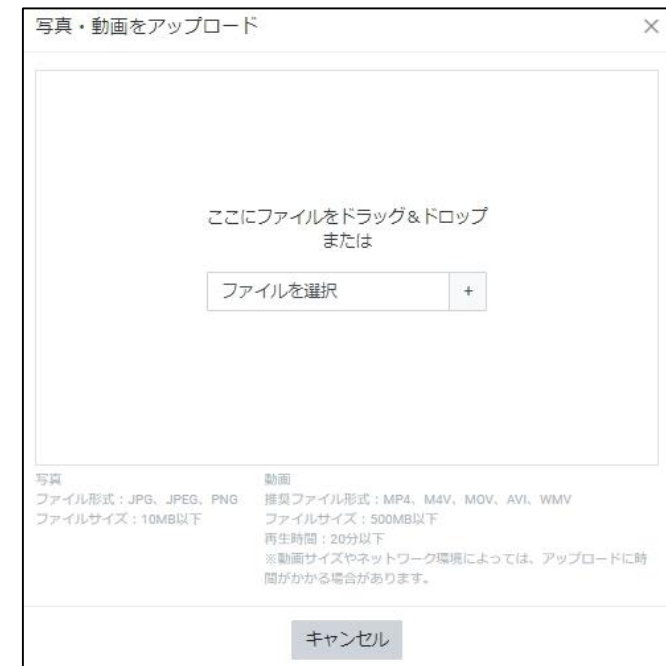 写真・動画をアップロード
×
ここにファイルをドラッグ&ドロップ
または
ファイルを選択
+
写真
ファイル形式：JPG、JPEG、PNG
ファイルサイズ：10MB以下
動画
推奨ファイル形式：MP4、M4V、MOV、AVI、WMV
ファイルサイズ：500MB以下
再生時間：20分以下
※動画サイズやネットワーク環境によっては、アップロードに時
間がかかる場合があります。
キャンセル